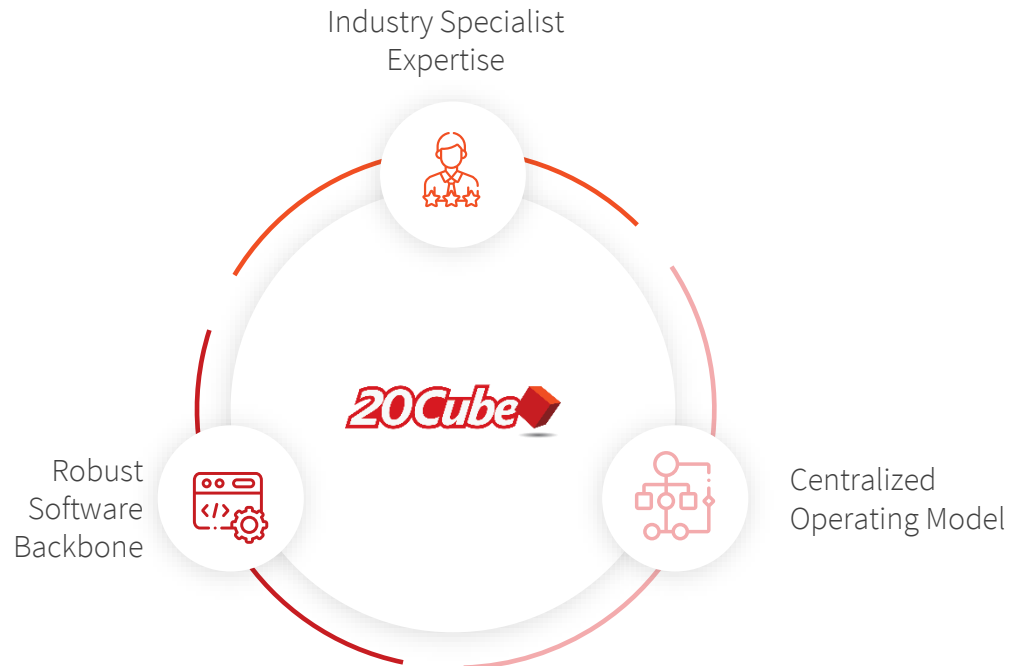 Industry Specialist
Expertise
20Cube
Robust
Software
Backbone
Centralized
Operating Model